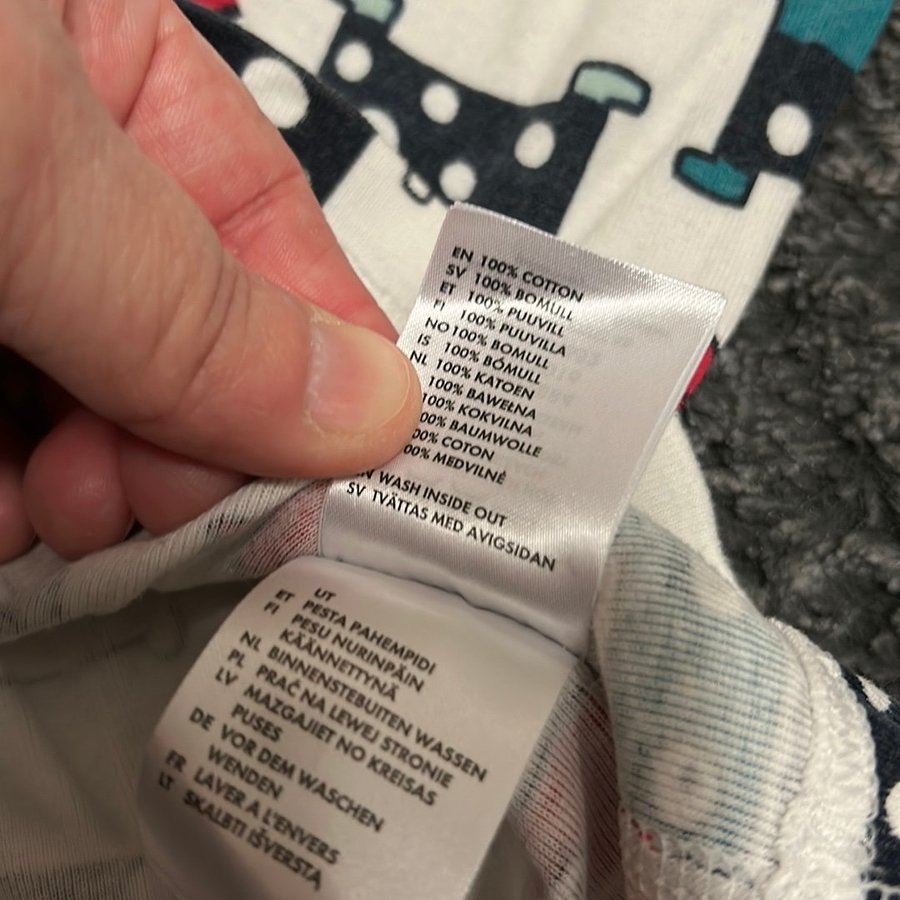 EN 100% COTTON
SV 100% BOMULL
ET 100% PUUVILL
FI 100% PUUVILLA
NO 100% BOMULL
IS 100% BÓMULL
NL 100% KATOEN
100% BAWEŁNA
100% KOKVILNA
00% BAUMWOLLE
00% COTON
00% MEDVILNĖ
N WASH INSIDE OUT
SV TVÄTTAS MED AVIGSIDAN
UT
ET PESTA PAHEMPIDI
FI PESU NURINPÄIN
KÄÄNNETTYNÄ
NL BINNENSTEBUITEN WASSEN
PL PRAĆ NA LEWEJ STRONIE
LV MAZGAJIET NO KREISAS
PUSES
DE VOR DEM WASCHEN
WENDEN
FR LAVER A L'ENVERS
LT SKALBTI IŠVERSTĄ